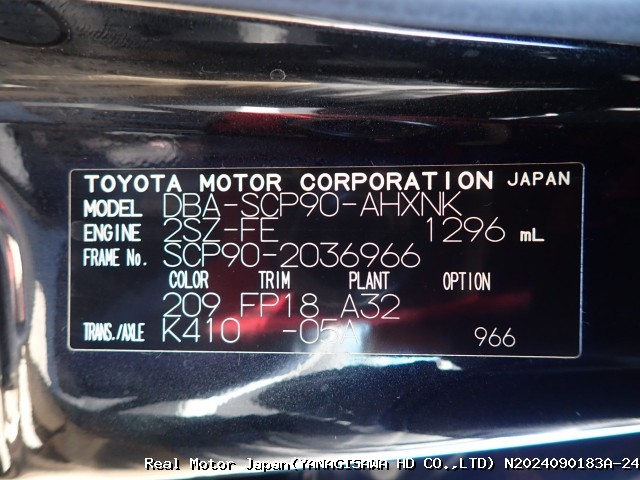 TOYOTA MOTOR CORPORATION JAPAN
MODEL DBA-SCP90-AHXNK
ENGINE 2SZ-FE 1296 mL
FRAME No. SCP90-2036966
COLOR TRIM PLANT OPTION
209 FP18 A32
TRANS./AXLE K410 -05A 966
Real Motor Japan(YANAGISAWA HD CO.,LTD) N2024090183A-24